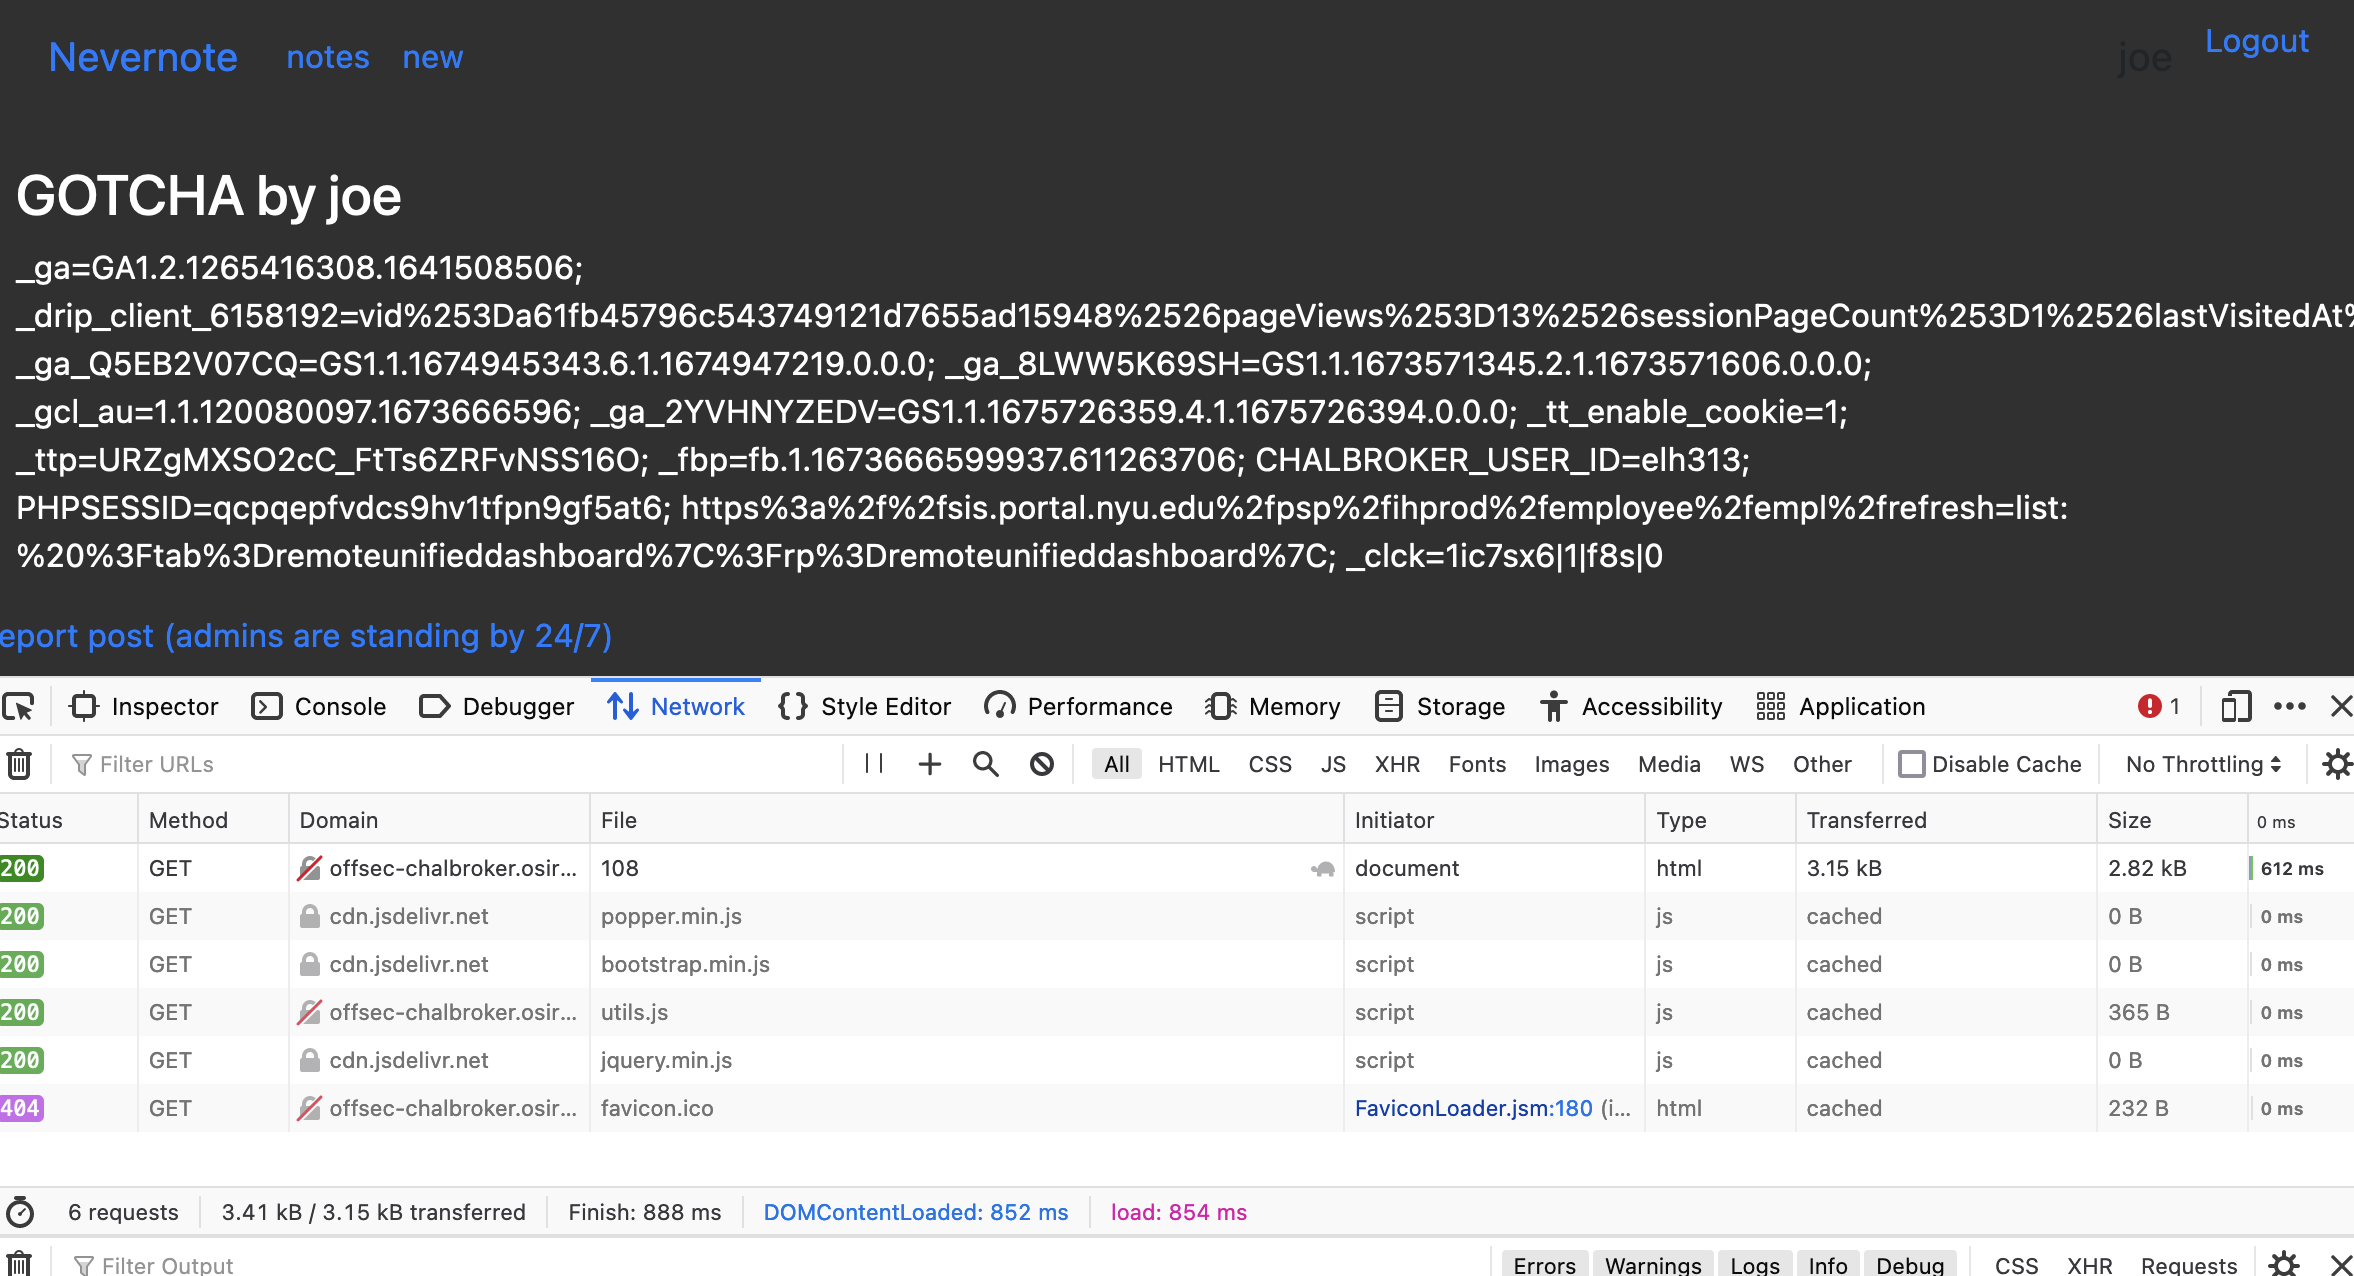 Nevernote notes new joe Logout
GOTCHA by joe
_ga=GA1.2.1265416308.1641508506;
_drip_client_6158192=vid%253Da61fb45796c543749121d7655ad15948%2526pageViews%253D13%2526sessionPageCount%253D1%2526lastVisitedAt%
_ga_Q5EB2V07CQ=GS1.1.1674945343.6.1.1674947219.0.0.0; _ga_8LWW5K69SH=GS1.1.1673571345.2.1.1673571606.0.0.0;
_gcl_au=1.1.120080097.1673666596; _ga_2YVHNYZEDV=GS1.1.1675726359.4.1.1675726394.0.0.0; _tt_enable_cookie=1;
_ttp=URZgMXSO2cC_FtTs6ZRFvNSS16O; _fbp=fb.1.1673666599937.611263706; CHALBROKER_USER_ID=elh313;
PHPSESSID=qcpqepfvdcs9hv1tfpn9gf5at6; https%3a%2f%2fsis.portal.nyu.edu%2fpsp%2fihprod%2femployee%2fempl%2frefresh=list:
%20%3Ftab%3Dremoteunifieddashboard%7C%3Frp%3Dremoteunifieddashboard%7C; _clck=1ic7sx6|1|f8s|0
eport post (admins are standing by 24/7)
Inspector Console Debugger Network Style Editor Performance Memory Storage Accessibility Application 1
Filter URLs All HTML CSS JS XHR Fonts Images Media WS Other Disable Cache No Throttling
Status Method Domain File Initiator Type Transferred Size 0 ms
200 GET offsec-chalbroker.osir... 108 document html 3.15 kB 2.82 kB 612 ms
200 GET cdn.jsdelivr.net popper.min.js script js cached 0 B 0 ms
200 GET cdn.jsdelivr.net bootstrap.min.js script js cached 0 B 0 ms
200 GET offsec-chalbroker.osir... utils.js script js cached 365 B 0 ms
200 GET cdn.jsdelivr.net jquery.min.js script js cached 0 B 0 ms
404 GET offsec-chalbroker.osir... favicon.ico FaviconLoader.jsm:180 (i... html cached 232 B 0 ms
6 requests 3.41 kB / 3.15 kB transferred Finish: 888 ms DOMContentLoaded: 852 ms load: 854 ms
Filter Output Errors Warnings Logs Info Debug CSS XHR Requests